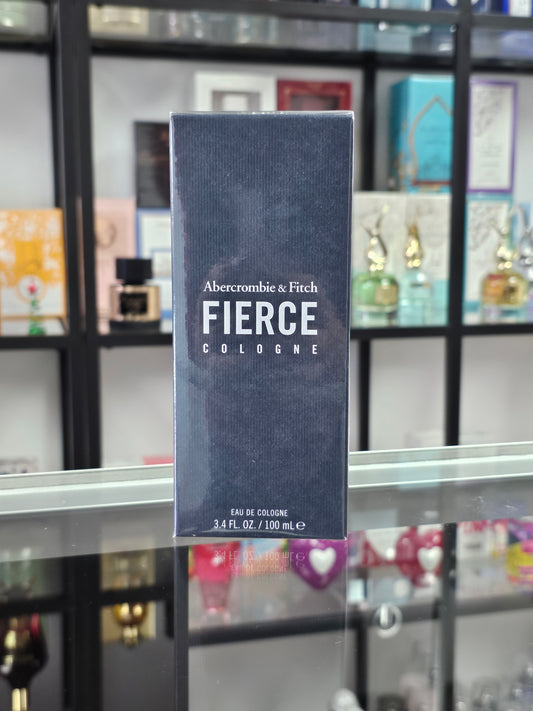 Abercrombie & Fitch
FIERCE
COLOGNE
EAU DE COLOGNE
3.4 FL. OZ. / 100 mL ℮